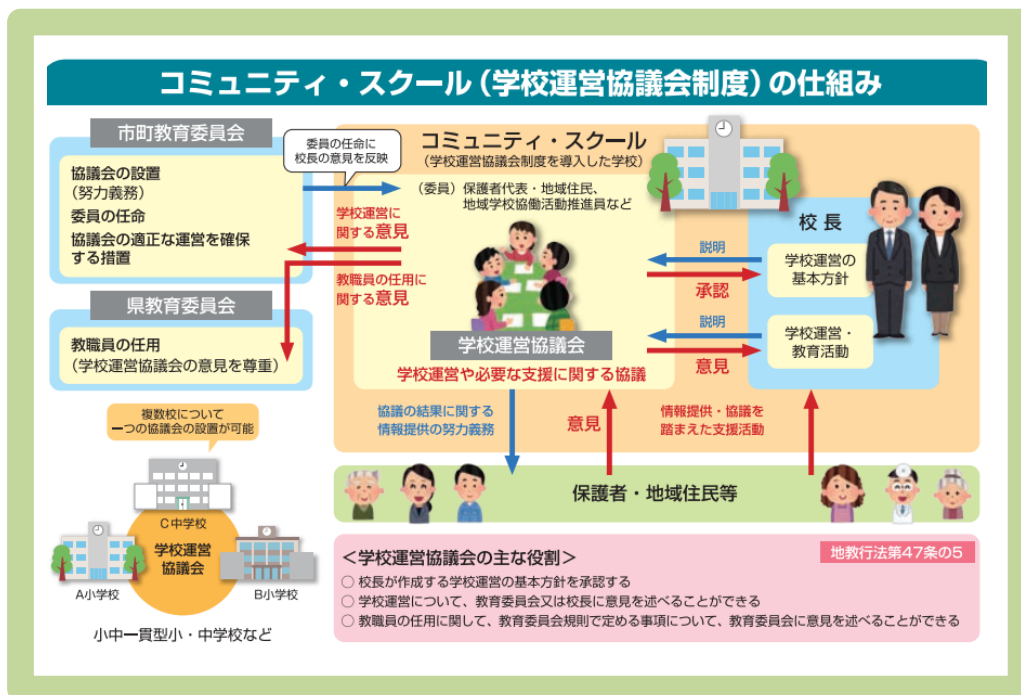 コミュニティ・スクール（学校運営協議会制度）の仕組み
市町教育委員会
協議会の設置
（努力義務）
委員の任命
協議会の適正な運営を確保
する措置
委員の任命に
校長の意見を反映
コミュニティ・スクール
（学校運営協議会制度を導入した学校）
（委員）保護者代表・地域住民、
地域学校協働活動推進員など
学校運営に
関する意見
教職員の任用に
関する意見
県教育委員会
教職員の任用
（学校運営協議会の意見を尊重）
学校運営協議会
学校運営や必要な支援に関する協議
校長
説明
承認
学校運営の
基本方針
説明
意見
学校運営・
教育活動
協議の結果に関する
情報提供の努力義務
意見
情報提供・協議を
踏まえた支援活動
保護者・地域住民等
複数校について
一つの協議会の設置が可能
C中学校
学校運営
協議会
A小学校
B小学校
小中一貫型小・中学校など
＜学校運営協議会の主な役割＞
地教行法第47条の5
○ 校長が作成する学校運営の基本方針を承認する
○ 学校運営について、教育委員会又は校長に意見を述べることができる
○ 教職員の任用に関して、教育委員会規則で定める事項について、教育委員会に意見を述べることができる